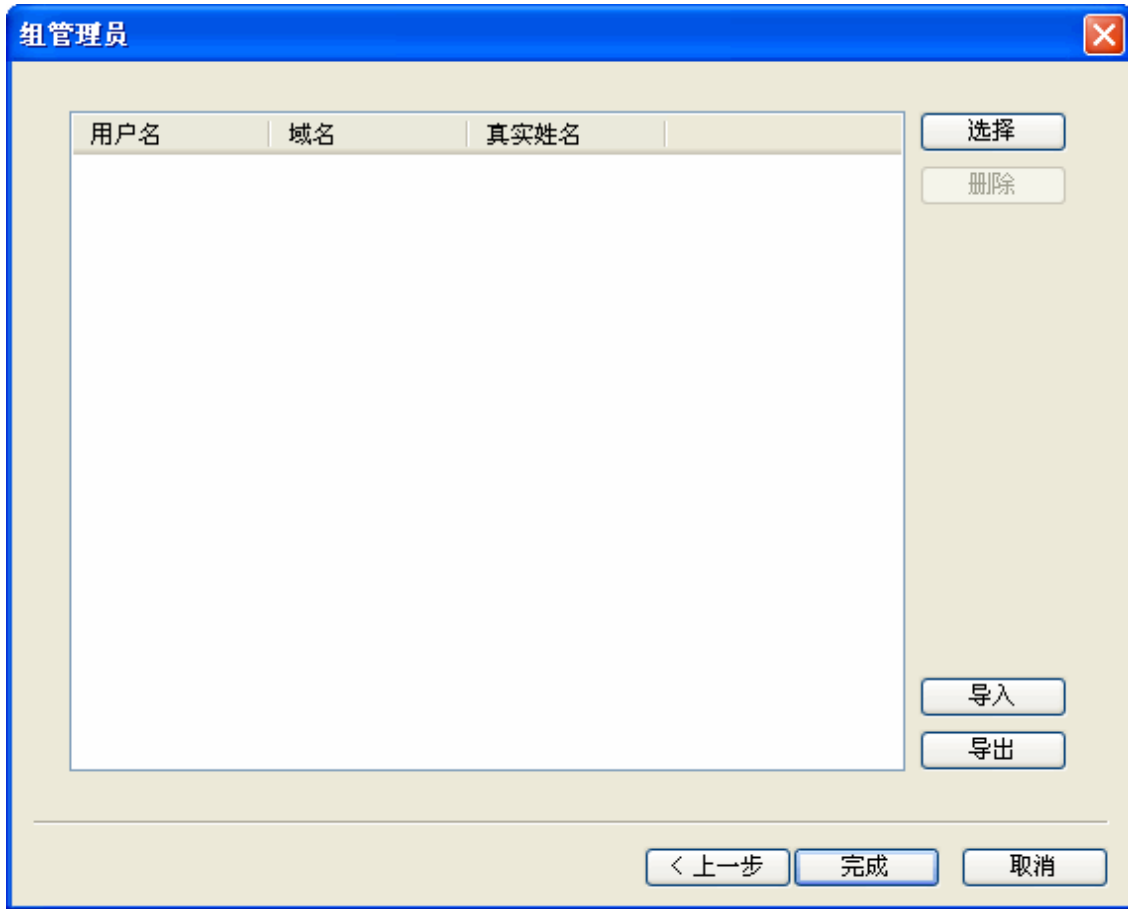 组管理员
用户名 域名 真实姓名
选择
删除
导入
导出
< 上一步 完成 取消